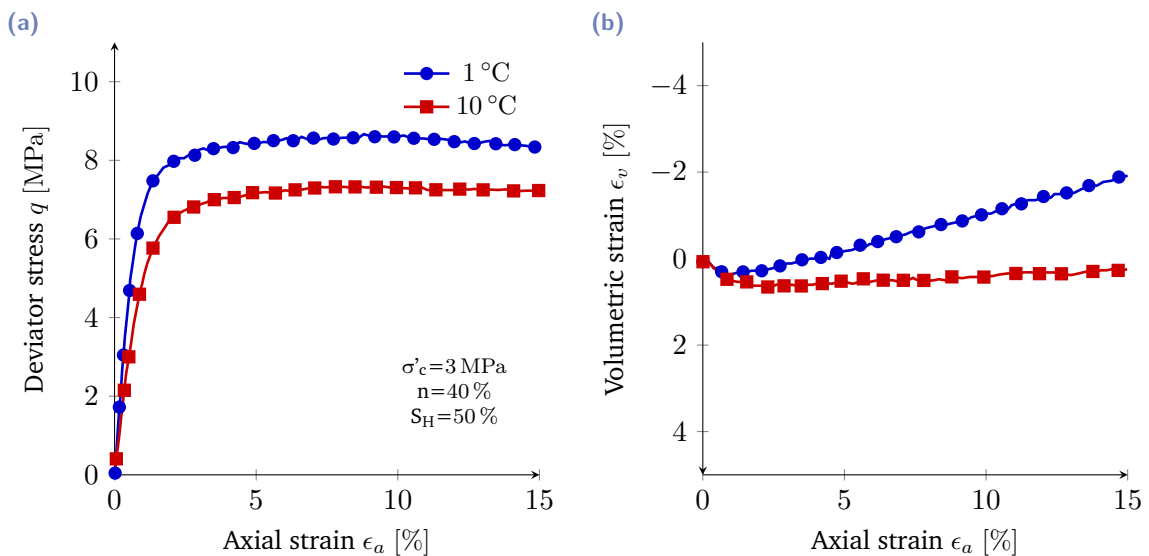 (a)
Deviator stress q [MPa]
10
8
6
4
2
0
1 °C
10 °C
σ'c=3 MPa
n=40 %
SH=50 %
0 5 10 15
Axial strain ϵa [%]
(b)
Volumetric strain ϵv [%]
−4
−2
0
2
4
0 5 10 15
Axial strain ϵa [%]